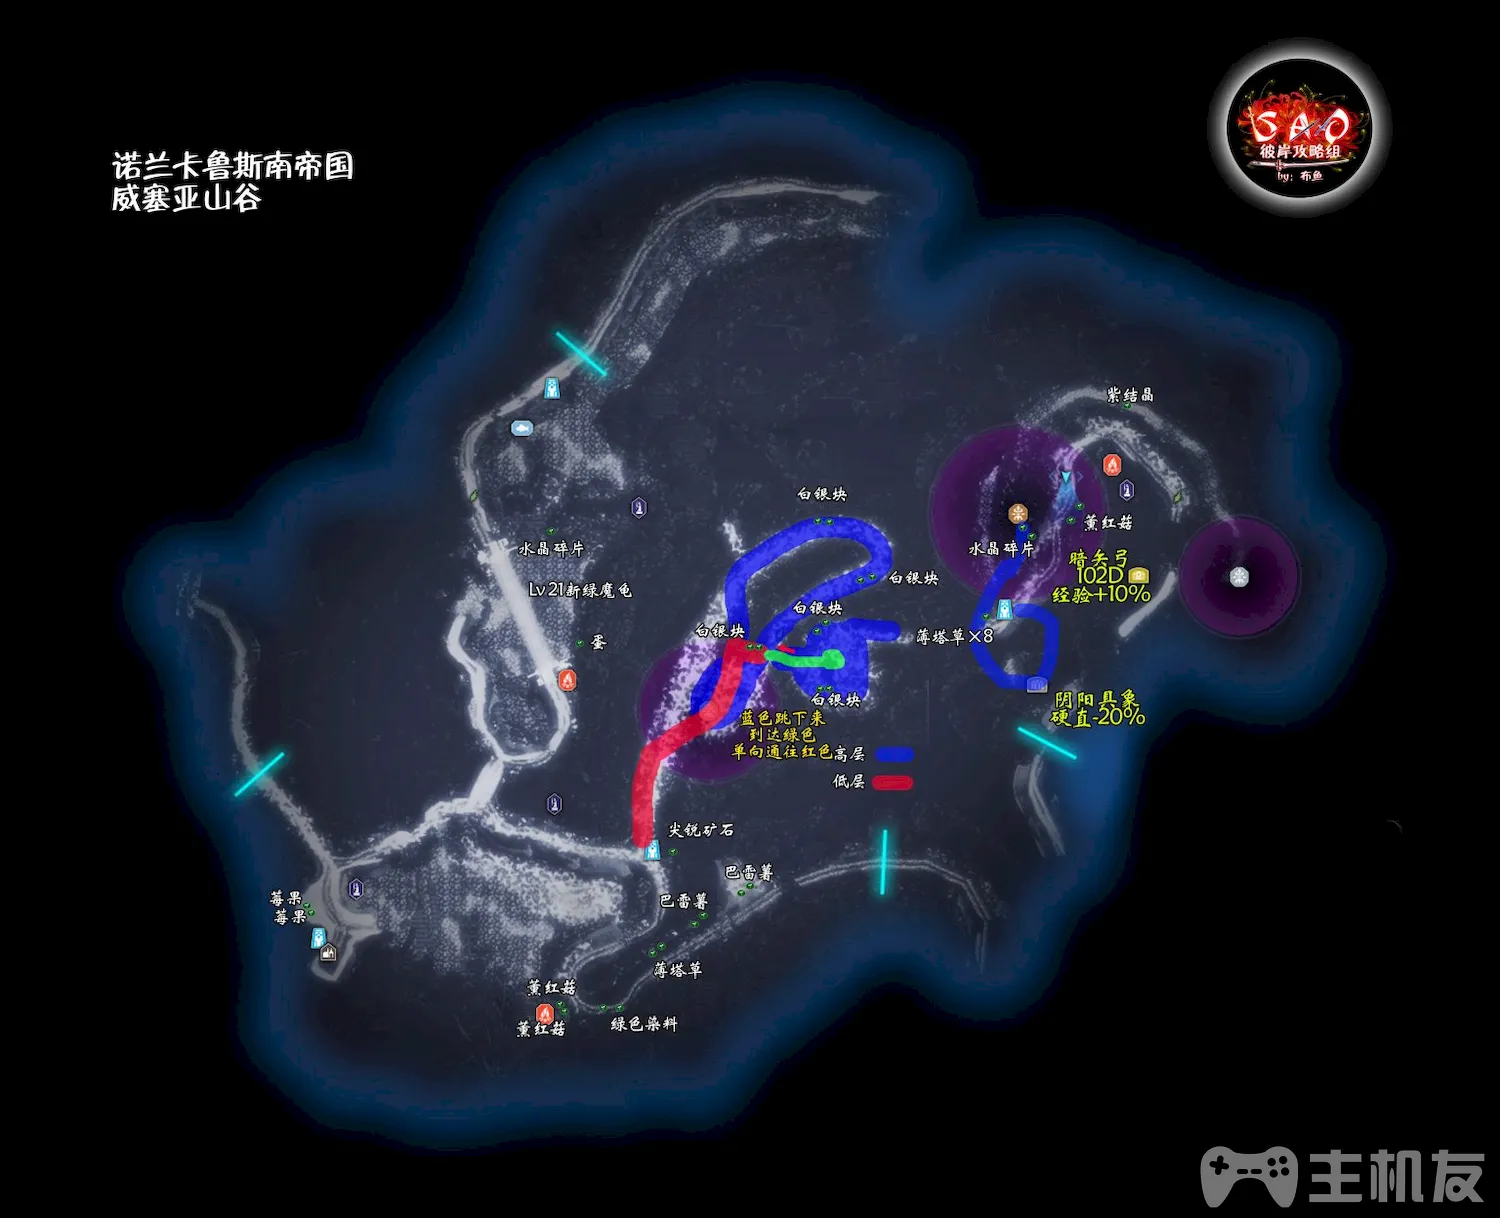 诺兰卡鲁斯南帝国
威塞亚山谷
SAO
彼岸攻略组
by：布鱼
紫结晶
白银块
薰红菇
水晶碎片
水晶碎片
暗矢弓
102D
经验+10%
白银块
Lv21新绿魔龟
白银块
白银块
薄塔草×8
蛋
白银块
阴阳具象
硬直-20%
蓝色跳下来
到达绿色
单向通往红色
高层
低层
尖锐矿石
巴雷薯
巴雷薯
莓果
莓果
薄塔草
薰红菇
薰红菇
绿色染料
主机友